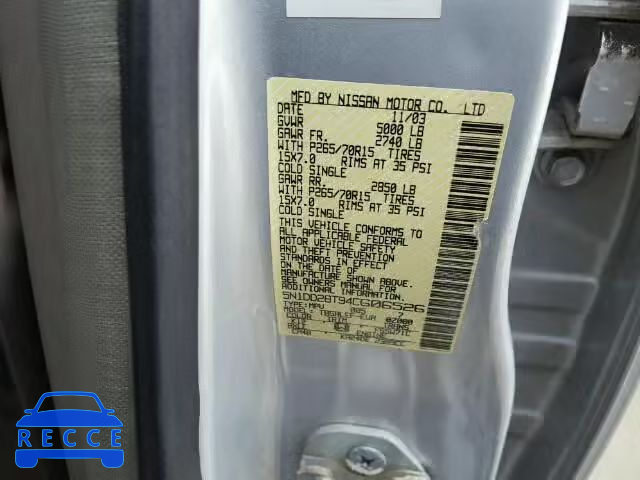 MFD BY NISSAN MOTOR CO. LTD
DATE 11/03
GVWR 5000 LB
GAWR FR. 2740 LB
WITH P265/70R15 TIRES
15X7.0 RIMS AT 35 PSI
COLD SINGLE
GAWR RR. 2850 LB
WITH P265/70R15 TIRES
15X7.0 RIMS AT 35 PSI
COLD SINGLE
THIS VEHICLE CONFORMS TO
ALL APPLICABLE FEDERAL
MOTOR VEHICLE SAFETY
AND THEFT PREVENTION
STANDARDS IN EFFECT ON
THE DATE OF
MANUFACTURE SHOWN ABOVE.
SEE OWNERS MANUAL FOR
5N1DD28T94C606526
TYPE: MPV
MODEL
COLOR
RECCE